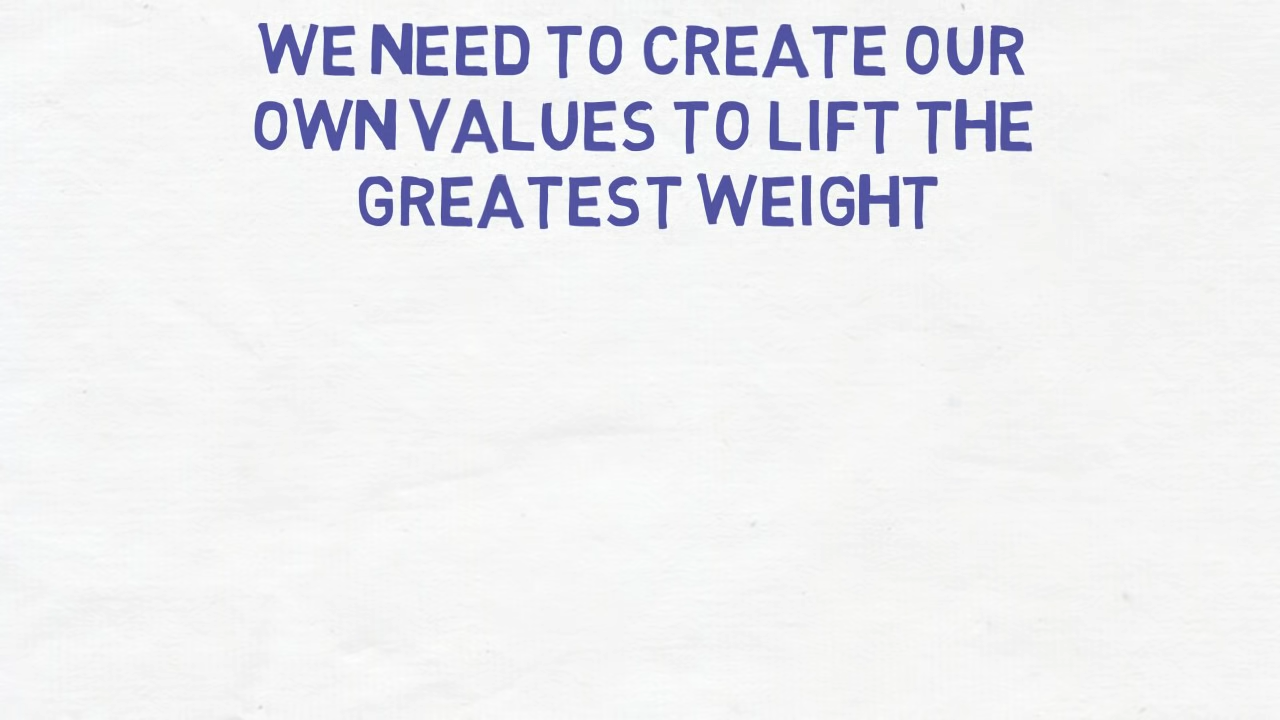 WE NEED TO CREATE OUR
OWN VALUES TO LIFT THE
GREATEST WEIGHT